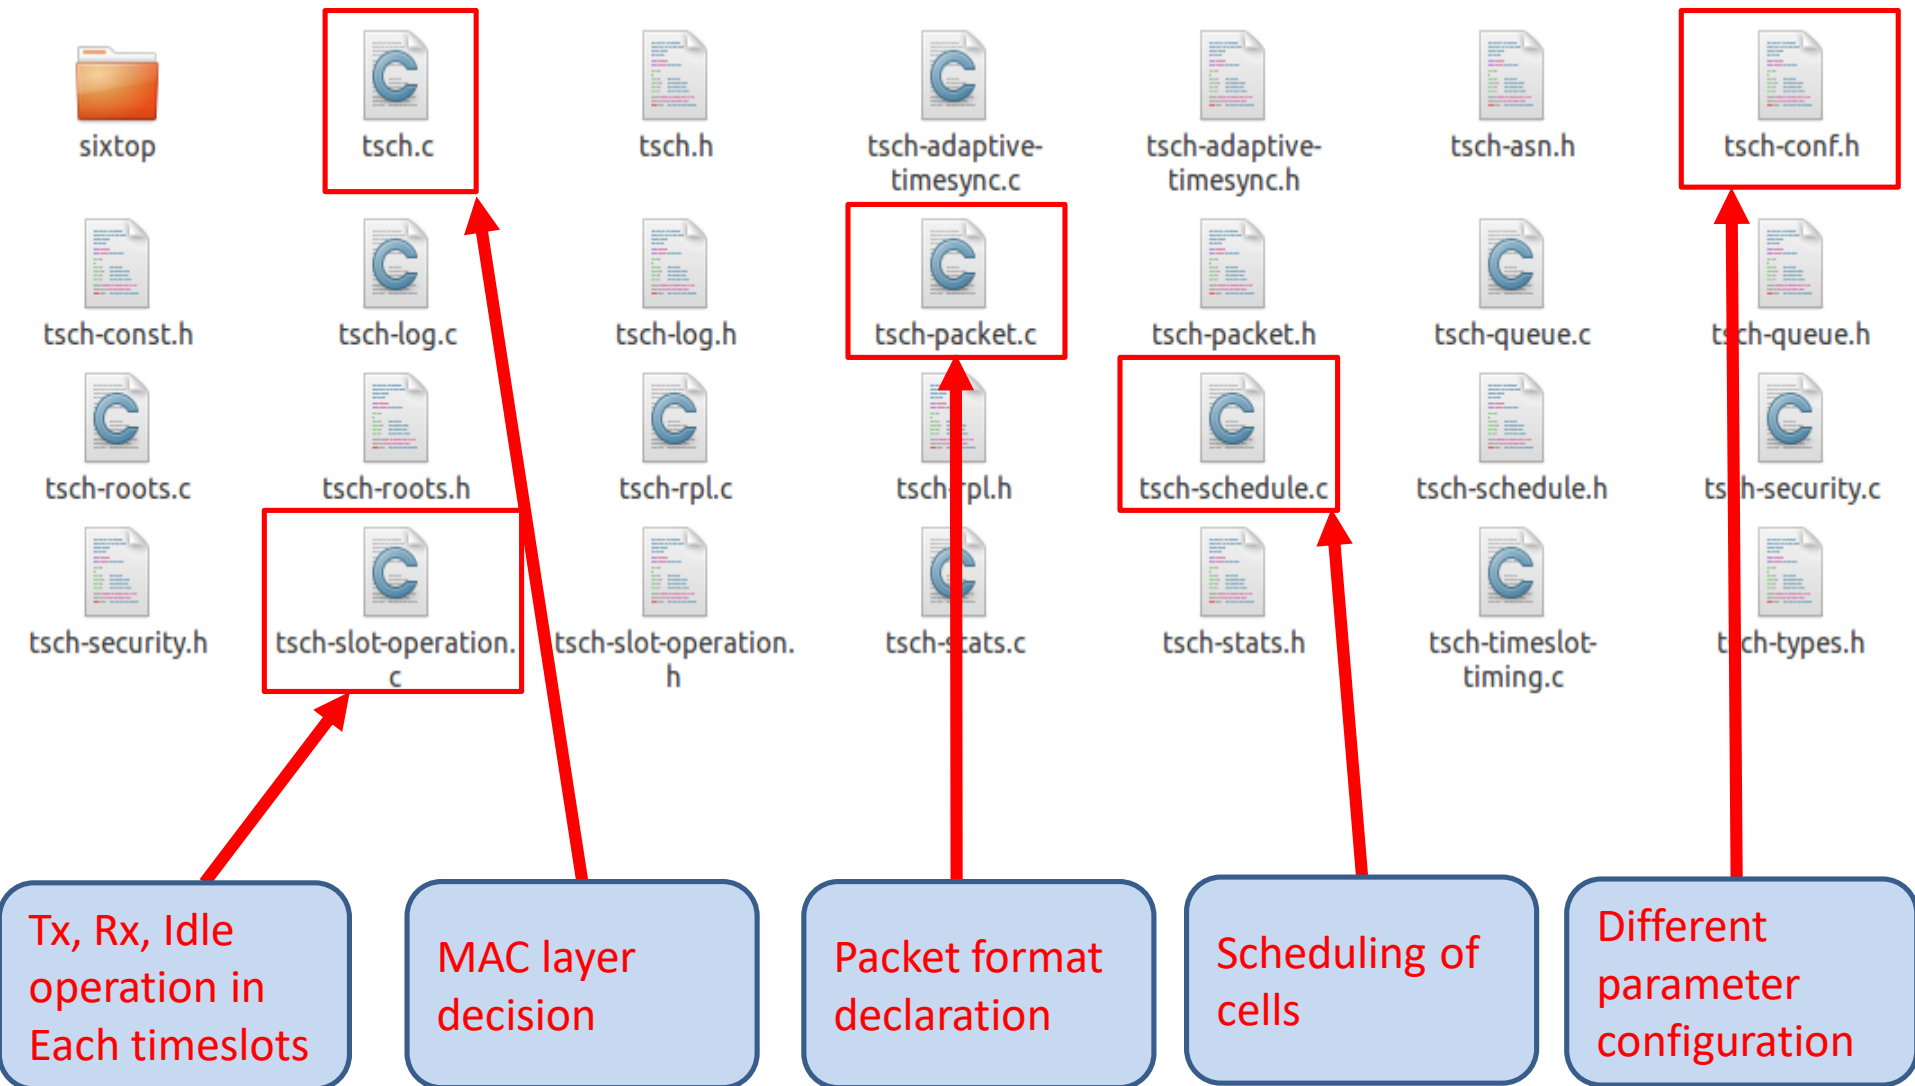 sixtop
tsch.c
tsch.h
tsch-adaptive-
timesync.c
tsch-adaptive-
timesync.h
tsch-asn.h
tsch-conf.h
tsch-const.h
tsch-log.c
tsch-log.h
tsch-packet.c
tsch-packet.h
tsch-queue.c
tsch-queue.h
tsch-roots.c
tsch-roots.h
tsch-rpl.c
tsch-rpl.h
tsch-schedule.c
tsch-schedule.h
tsch-security.c
tsch-security.h
tsch-slot-operation.
c
tsch-slot-operation.
h
tsch-stats.c
tsch-stats.h
tsch-timeslot-
timing.c
tsch-types.h
Tx, Rx, Idle
operation in
Each timeslots
MAC layer
decision
Packet format
declaration
Scheduling of
cells
Different
parameter
configuration